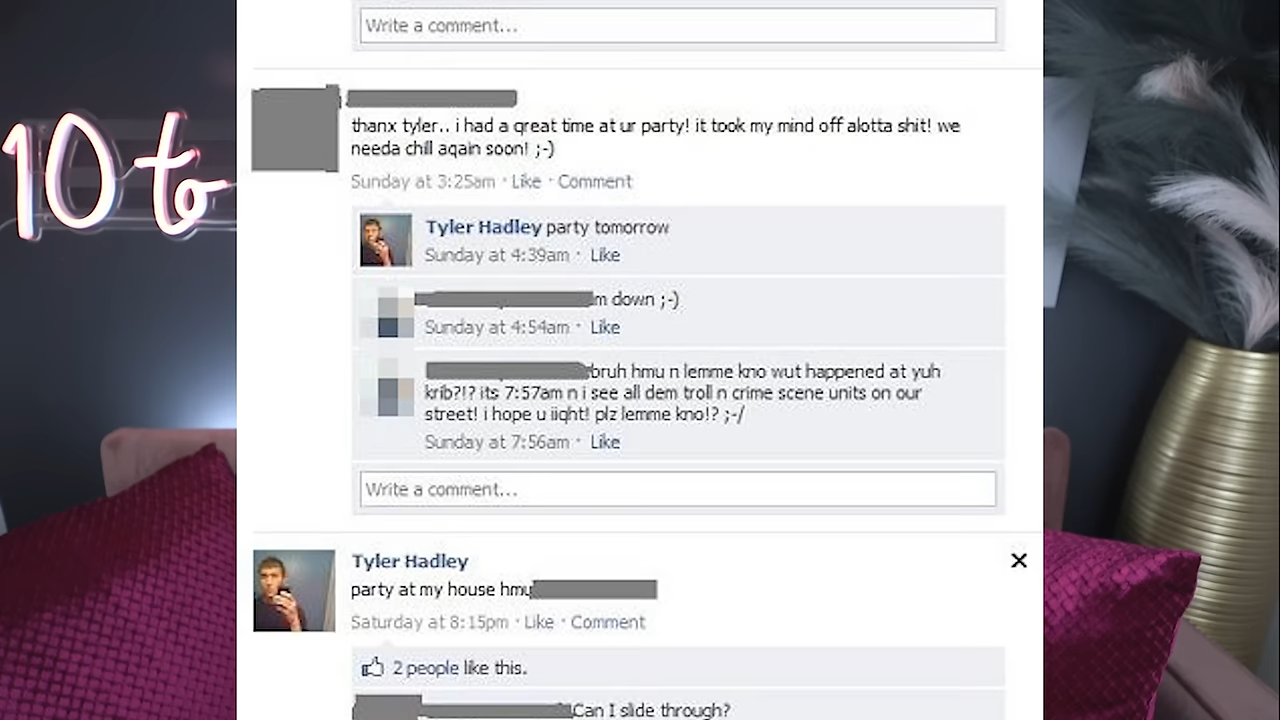 Write a comment...
10 to
thanx tyler.. i had a great time at ur party! it took my mind off alotta shit! we
needa chill again soon! ;-)
Sunday at 3:25am · Like · Comment
Tyler Hadley party tomorrow
Sunday at 4:39am · Like
m down ;-)
Sunday at 4:54am · Like
bruh hmu n lemme kno wut happened at yuh
krib?!? its 7:57am n i see all dem troll n crime scene units on our
street! i hope u iight! plz lemme kno!? ;-/
Sunday at 7:56am · Like
Write a comment...
Tyler Hadley
party at my house hmu
Saturday at 8:15pm · Like · Comment
2 people like this.
Can I slide through?